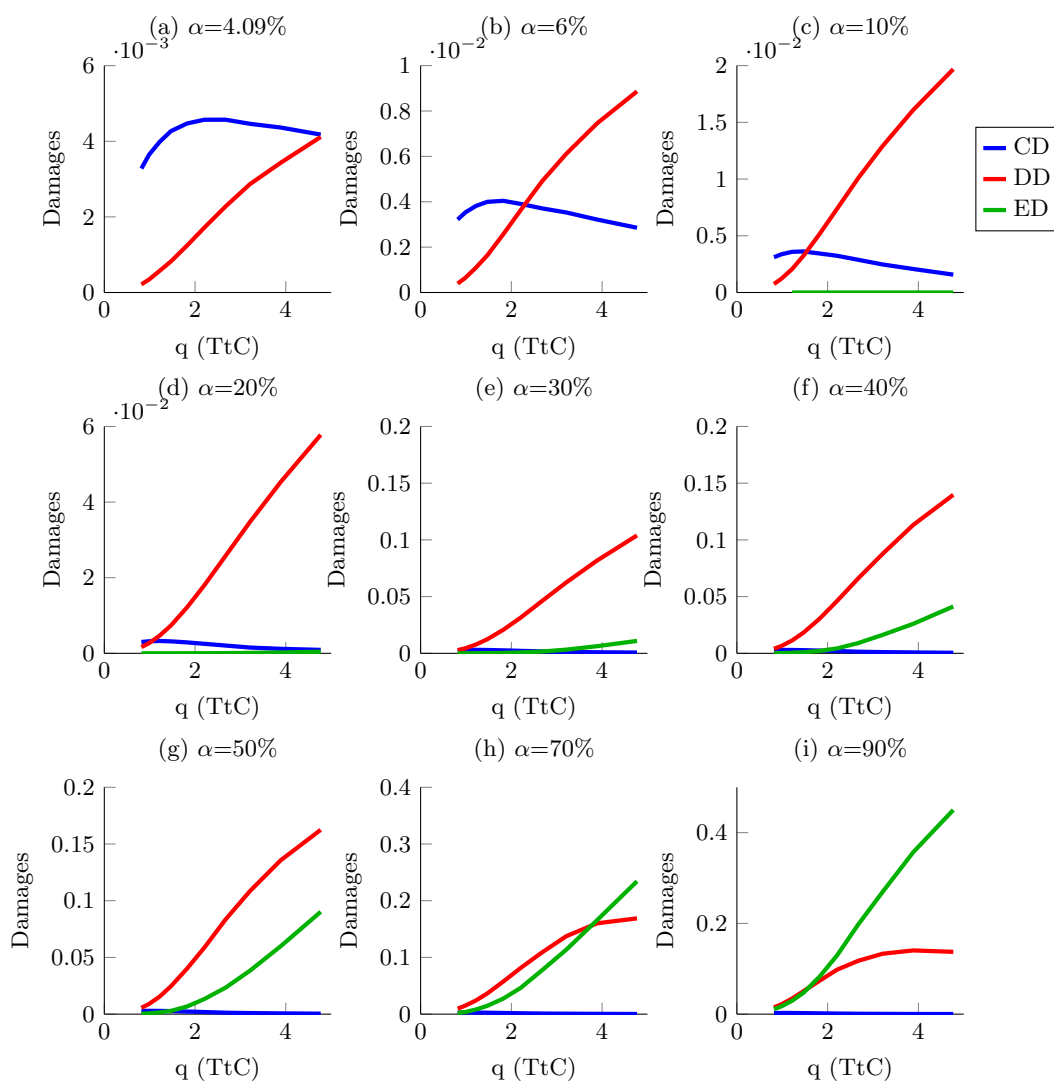 (a) α=4.09%
(b) α=6%
(c) α=10%
·10⁻³
·10⁻²
·10⁻²
6
4
2
0
Damages
0 2 4
q (TtC)
1
0.8
0.6
0.4
0.2
0
Damages
0 2 4
q (TtC)
2
1.5
1
0.5
0
Damages
0 2 4
q (TtC)
CD
DD
ED
(d) α=20%
(e) α=30%
(f) α=40%
·10⁻²
6
4
2
0
Damages
0 2 4
q (TtC)
0.2
0.15
0.1
0.05
0
Damages
0 2 4
q (TtC)
0.2
0.15
0.1
0.05
0
Damages
0 2 4
q (TtC)
(g) α=50%
(h) α=70%
(i) α=90%
0.2
0.15
0.1
0.05
0
Damages
0 2 4
q (TtC)
0.4
0.3
0.2
0.1
0
Damages
0 2 4
q (TtC)
0.4
0.2
0
Damages
0 2 4
q (TtC)